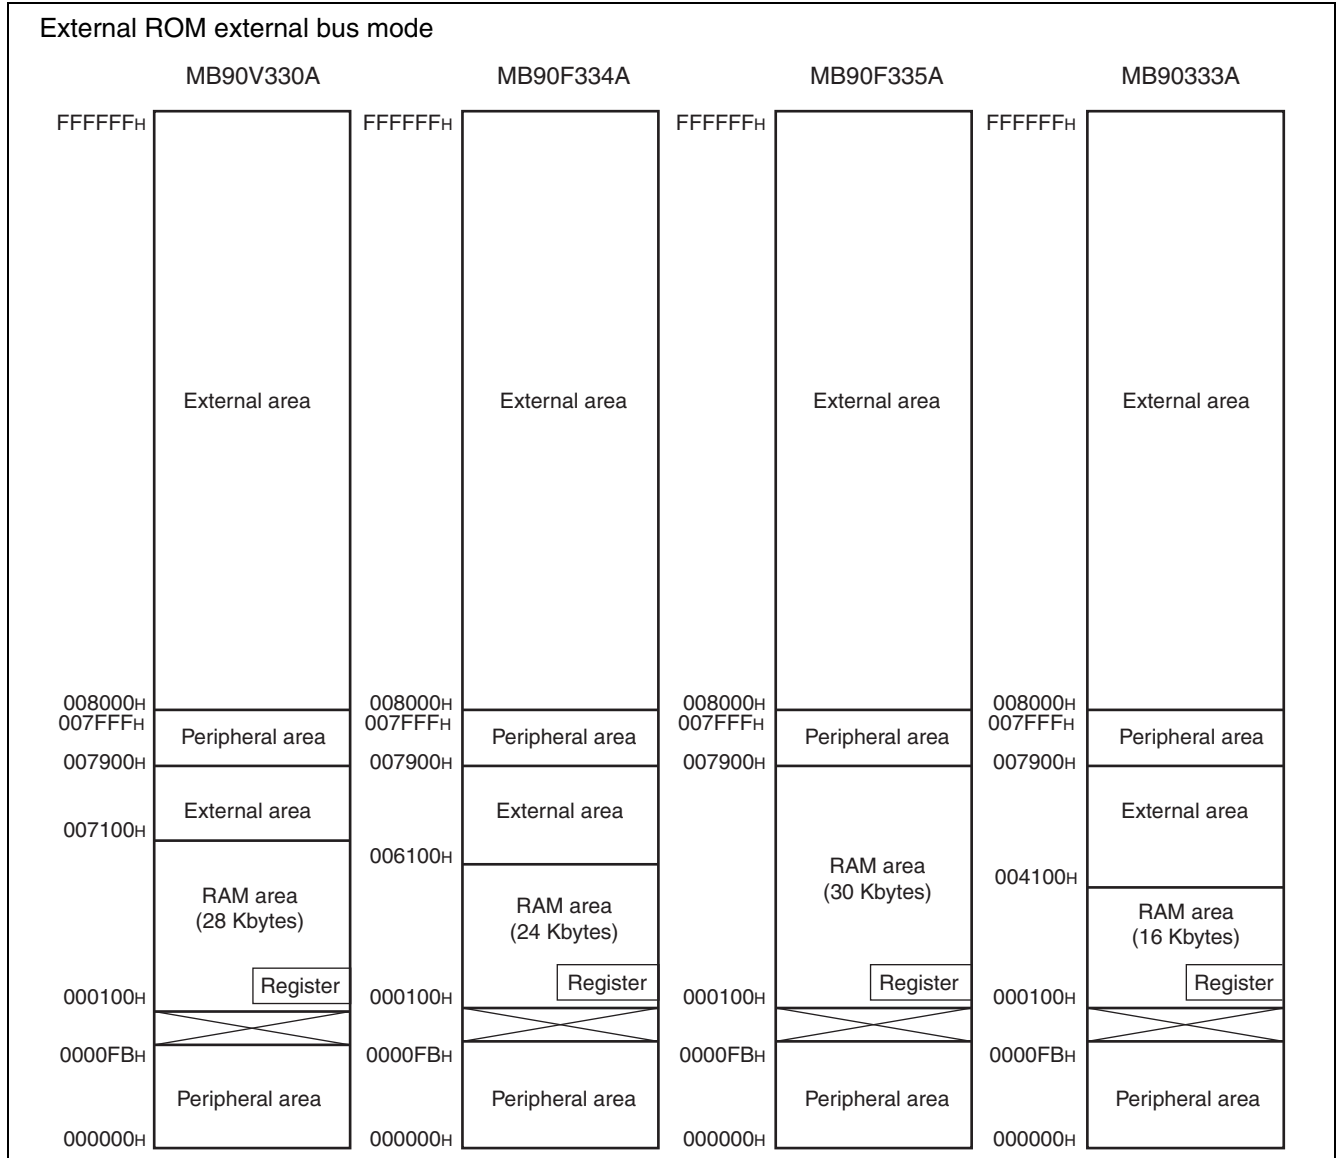 External ROM external bus mode
MB90V330A
FFFFFFH
External area
008000H
007FFFH
Peripheral area
007900H
External area
007100H
RAM area
(28 Kbytes)
Register
000100H
0000FBH
Peripheral area
000000H
MB90F334A
FFFFFFH
External area
008000H
007FFFH
Peripheral area
007900H
External area
006100H
RAM area
(24 Kbytes)
Register
000100H
0000FBH
Peripheral area
000000H
MB90F335A
FFFFFFH
External area
008000H
007FFFH
Peripheral area
007900H
RAM area
(30 Kbytes)
Register
000100H
0000FBH
Peripheral area
000000H
MB90333A
FFFFFFH
External area
008000H
007FFFH
Peripheral area
007900H
External area
004100H
RAM area
(16 Kbytes)
Register
000100H
0000FBH
Peripheral area
000000H